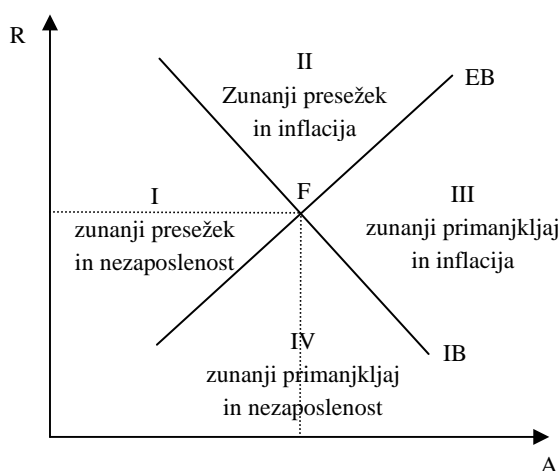 R
II
Zunanji presežek
in inflacija
EB
I
zunanji presežek
in nezaposlenost
F
III
zunanji primanjkljaj
in inflacija
IV
zunanji primanjkljaj
in nezaposlenost
IB
A